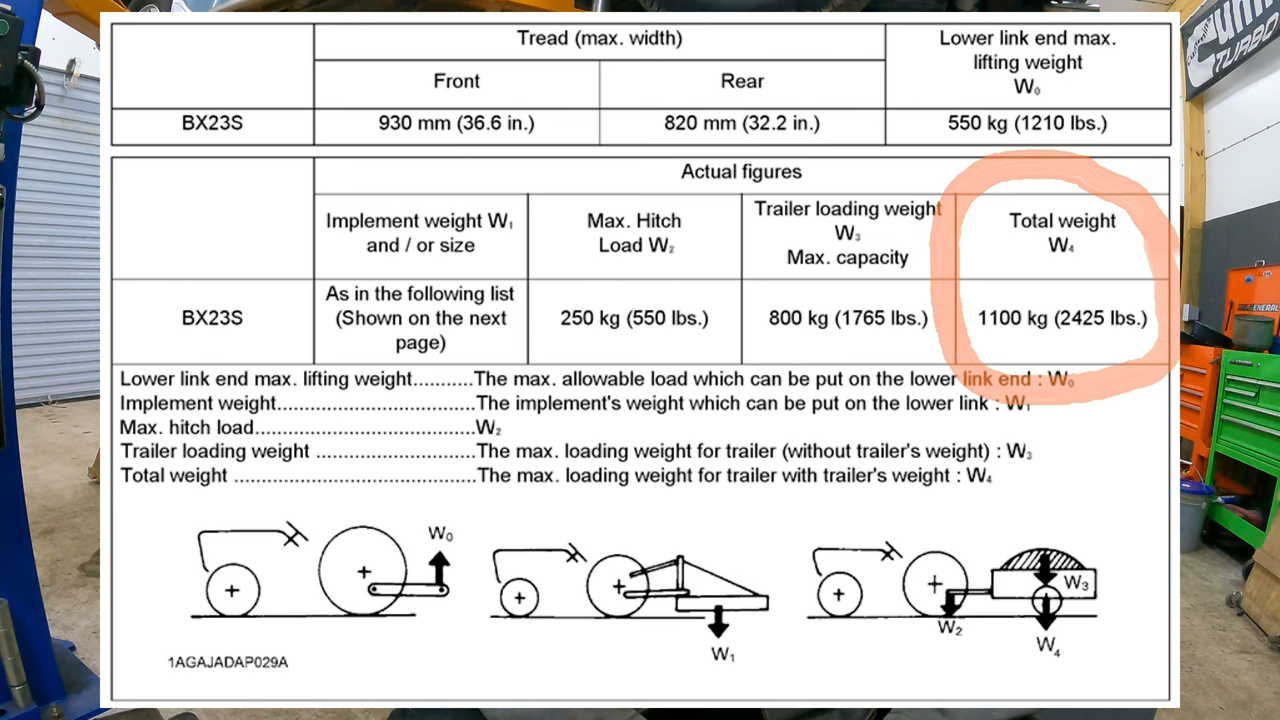 Tread (max. width)
Lower link end max.
lifting weight
W₀
Front
Rear
BX23S
930 mm (36.6 in.)
820 mm (32.2 in.)
550 kg (1210 lbs.)
Actual figures
Implement weight W₁
and / or size
Max. Hitch
Load W₂
Trailer loading weight
W₃
Max. capacity
Total weight
W₄
BX23S
As in the following list
(Shown on the next
page)
250 kg (550 lbs.)
800 kg (1765 lbs.)
1100 kg (2425 lbs.)
Lower link end max. lifting weight...........The max. allowable load which can be put on the lower link end : W₀
Implement weight....................................The implement's weight which can be put on the lower link : W₁
Max. hitch load........................................W₂
Trailer loading weight .............................The max. loading weight for trailer (without trailer's weight) : W₃
Total weight ............................................The max. loading weight for trailer with trailer's weight : W₄
W₀
W₁
W₃
W₂
W₄
1AGAJADAP029A
TURBO